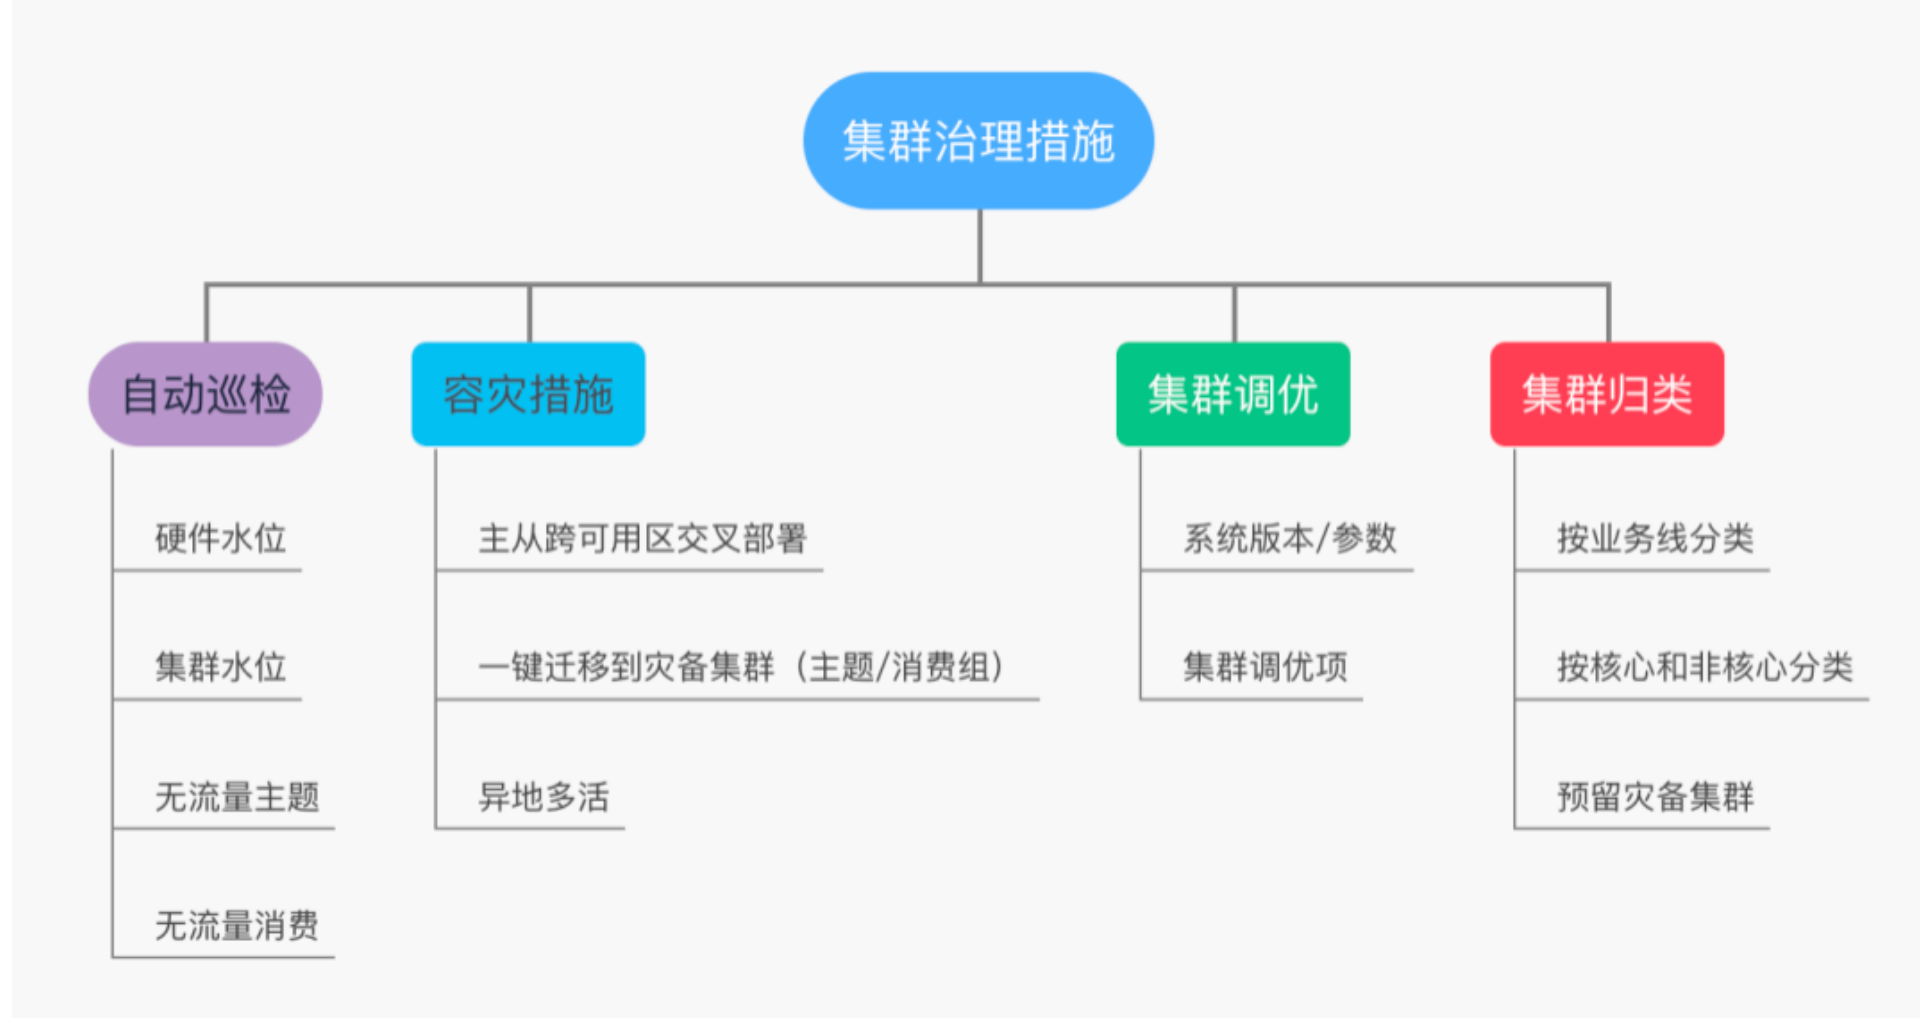 集群治理措施
自动巡检
硬件水位
集群水位
无流量主题
无流量消费
容灾措施
主从跨可用区交叉部署
一键迁移到灾备集群（主题/消费组）
异地多活
集群调优
系统版本/参数
集群调优项
集群归类
按业务线分类
按核心和非核心分类
预留灾备集群